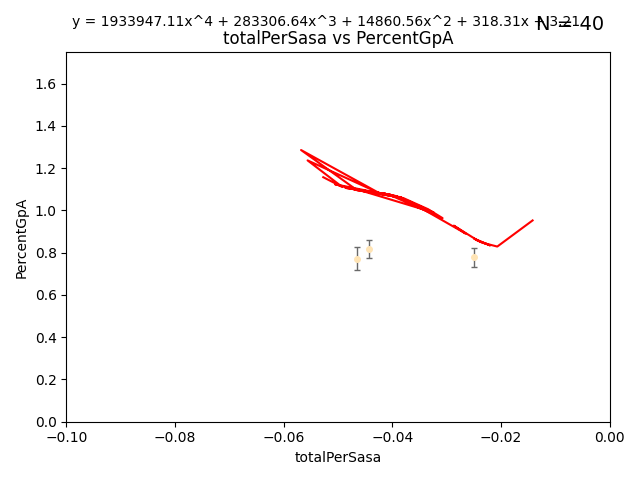 y = 1933947.11x^4 + 283306.64x^3 + 14860.56x^2 + 318.31x + 3.21
N = 40
totalPerSasa vs PercentGpA
1.6
1.4
1.2
1.0
0.8
0.6
0.4
0.2
0.0
PercentGpA
−0.10 −0.08 −0.06 −0.04 −0.02 0.00
totalPerSasa